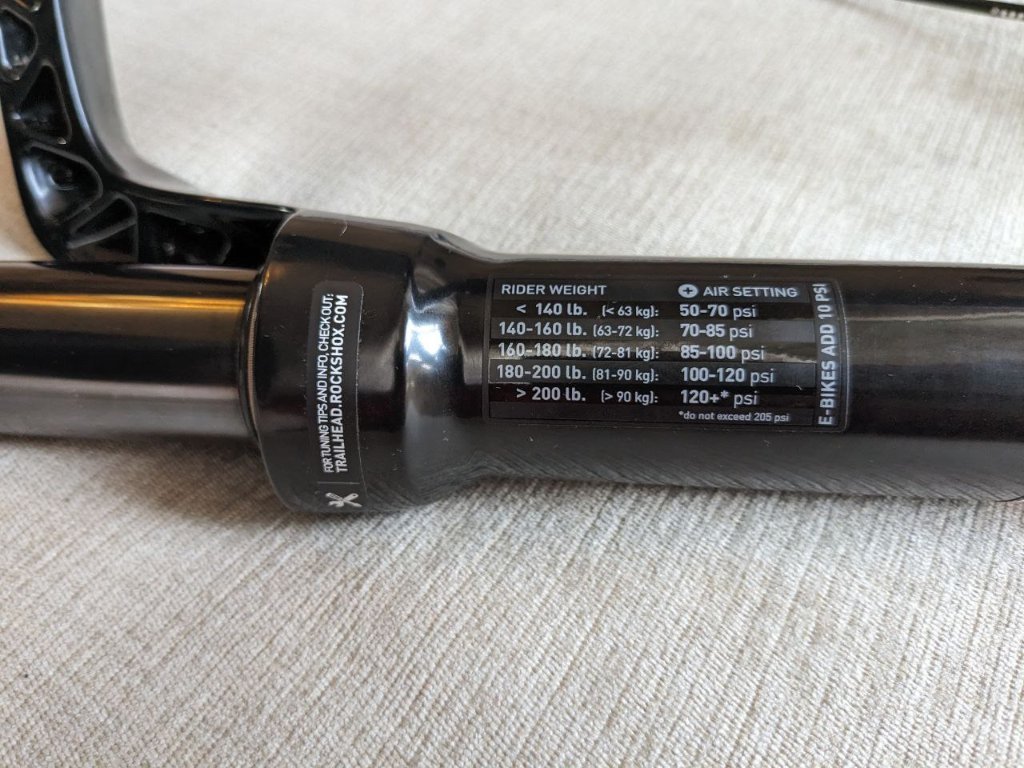 FOR TUNING TIPS AND INFO, CHECK OUT:
TRAILHEAD.ROCKSHOX.COM
RIDER WEIGHT AIR SETTING
< 140 lb. (< 63 kg): 50-70 psi
140-160 lb. (63-72 kg): 70-85 psi
160-180 lb. (72-81 kg): 85-100 psi
180-200 lb. (81-90 kg): 100-120 psi
> 200 lb. (> 90 kg): 120+* psi
*do not exceed 205 psi
E-BIKES ADD 10 PSI